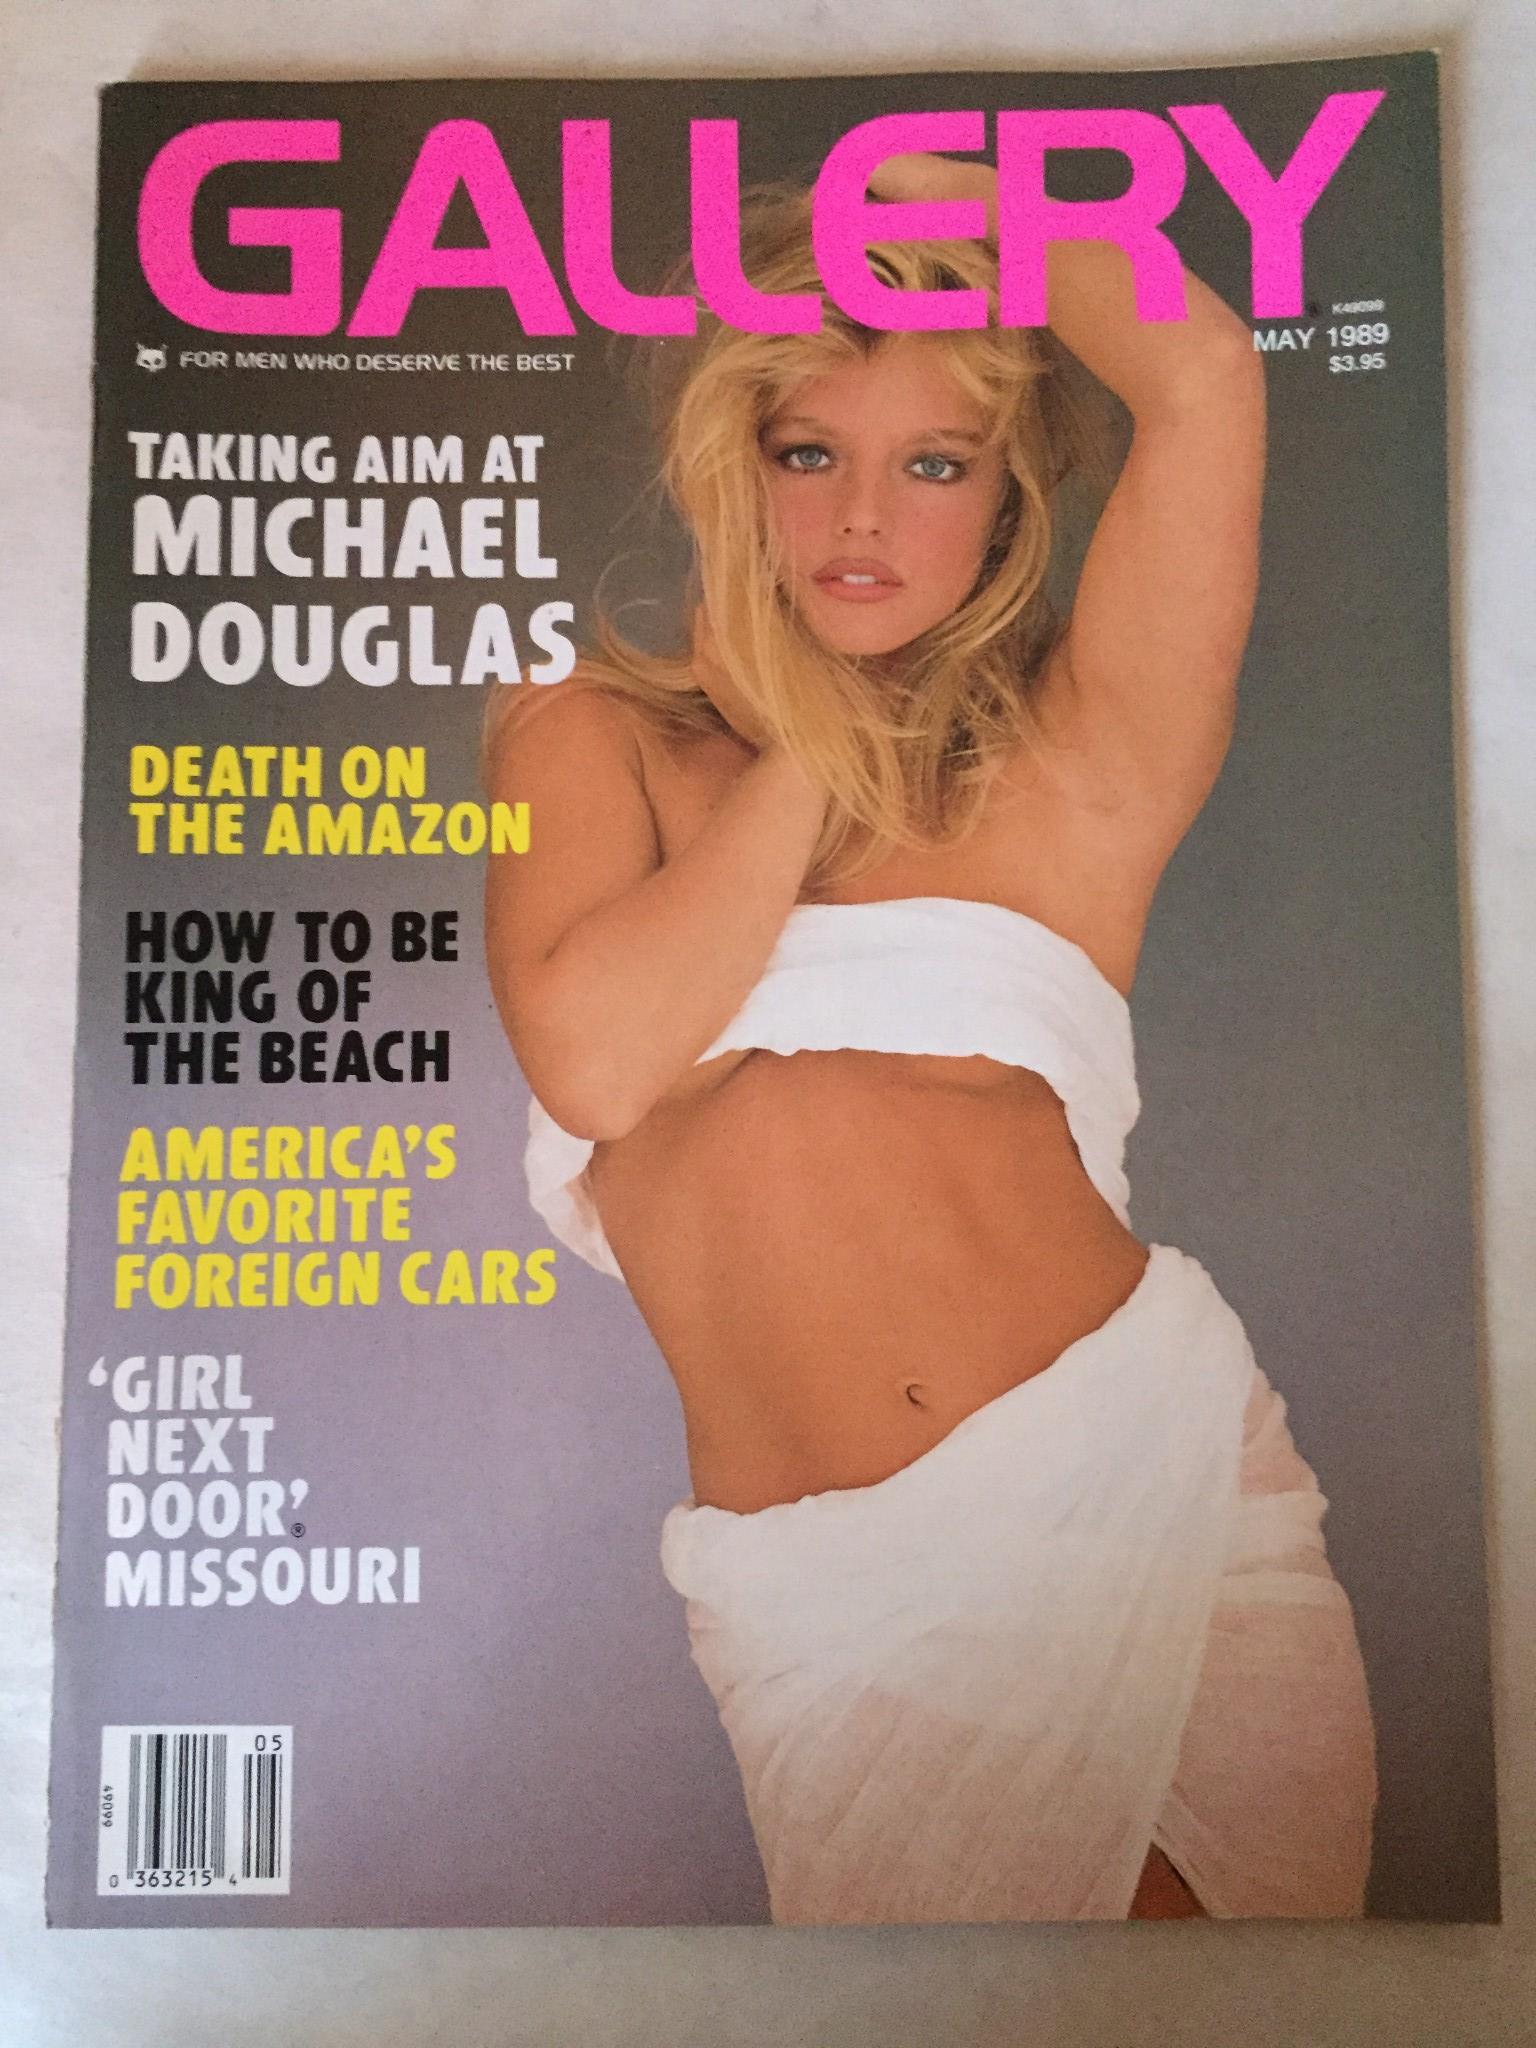 GALLERY
K49099
FOR MEN WHO DESERVE THE BEST
MAY 1989
$3.95
TAKING AIM AT
MICHAEL
DOUGLAS
DEATH ON
THE AMAZON
HOW TO BE
KING OF
THE BEACH
AMERICA'S
FAVORITE
FOREIGN CARS
‘GIRL
NEXT
DOOR’®
MISSOURI
05
49099
0 363215 4